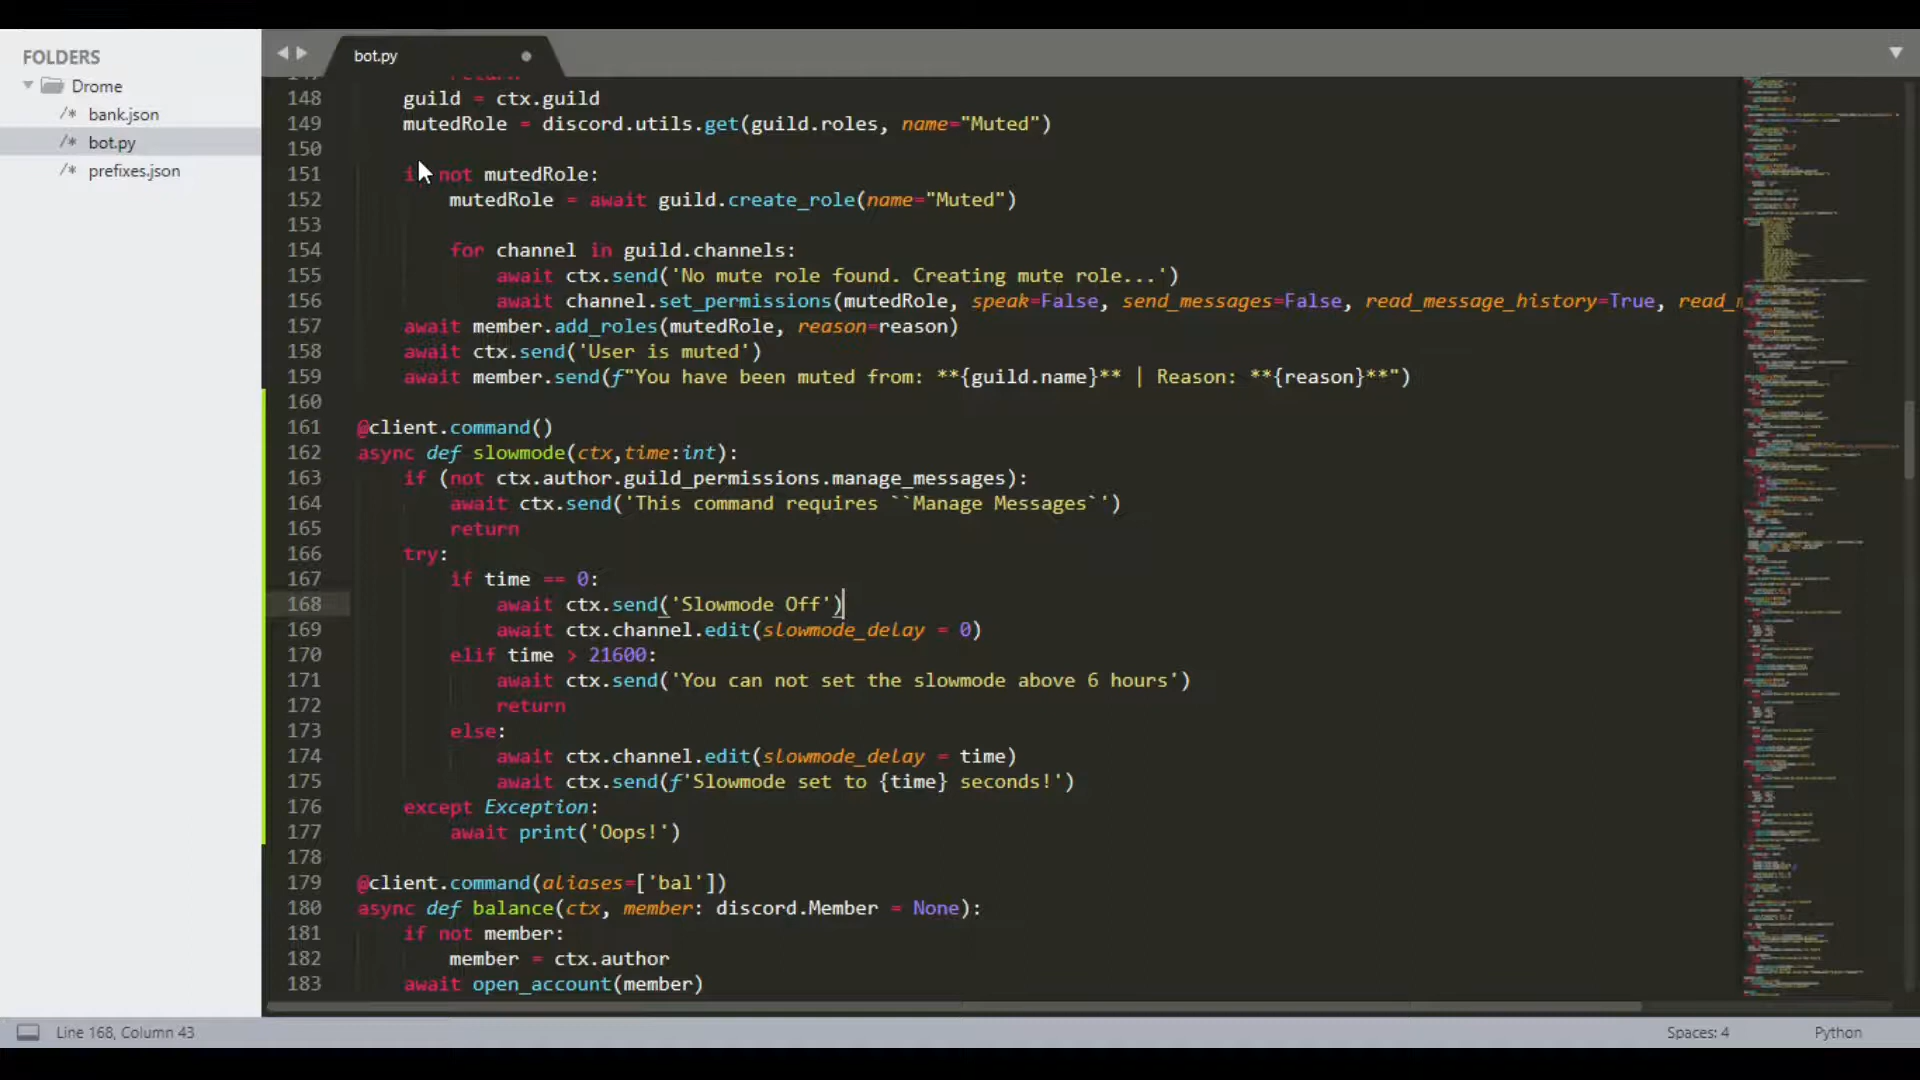 FOLDERS
Drome
/* bank.json
/* bot.py
/* prefixes.json
bot.py
147 return
148 guild = ctx.guild
149 mutedRole = discord.utils.get(guild.roles, name="Muted")
150
151 not mutedRole:
152 mutedRole = await guild.create_role(name="Muted")
153
154 for channel in guild.channels:
155 await ctx.send('No mute role found. Creating mute role...')
156 await channel.set_permissions(mutedRole, speak=False, send_messages=False, read_message_history=True, read_
157 await member.add_roles(mutedRole, reason=reason)
158 await ctx.send('User is muted')
159 await member.send(f"You have been muted from: **{guild.name}** | Reason: **{reason}**")
160
161 @client.command()
162 async def slowmode(ctx,time:int):
163 if (not ctx.author.guild_permissions.manage_messages):
164 await ctx.send('This command requires ``Manage Messages`')
165 return
166 try:
167 if time == 0:
168 await ctx.send('Slowmode Off')
169 await ctx.channel.edit(slowmode_delay = 0)
170 elif time > 21600:
171 await ctx.send('You can not set the slowmode above 6 hours')
172 return
173 else:
174 await ctx.channel.edit(slowmode_delay = time)
175 await ctx.send(f'Slowmode set to {time} seconds!')
176 except Exception:
177 await print('Oops!')
178
179 @client.command(aliases=['bal'])
180 async def balance(ctx, member: discord.Member = None):
181 if not member:
182 member = ctx.author
183 await open_account(member)
Line 168, Column 43
Spaces: 4
Python